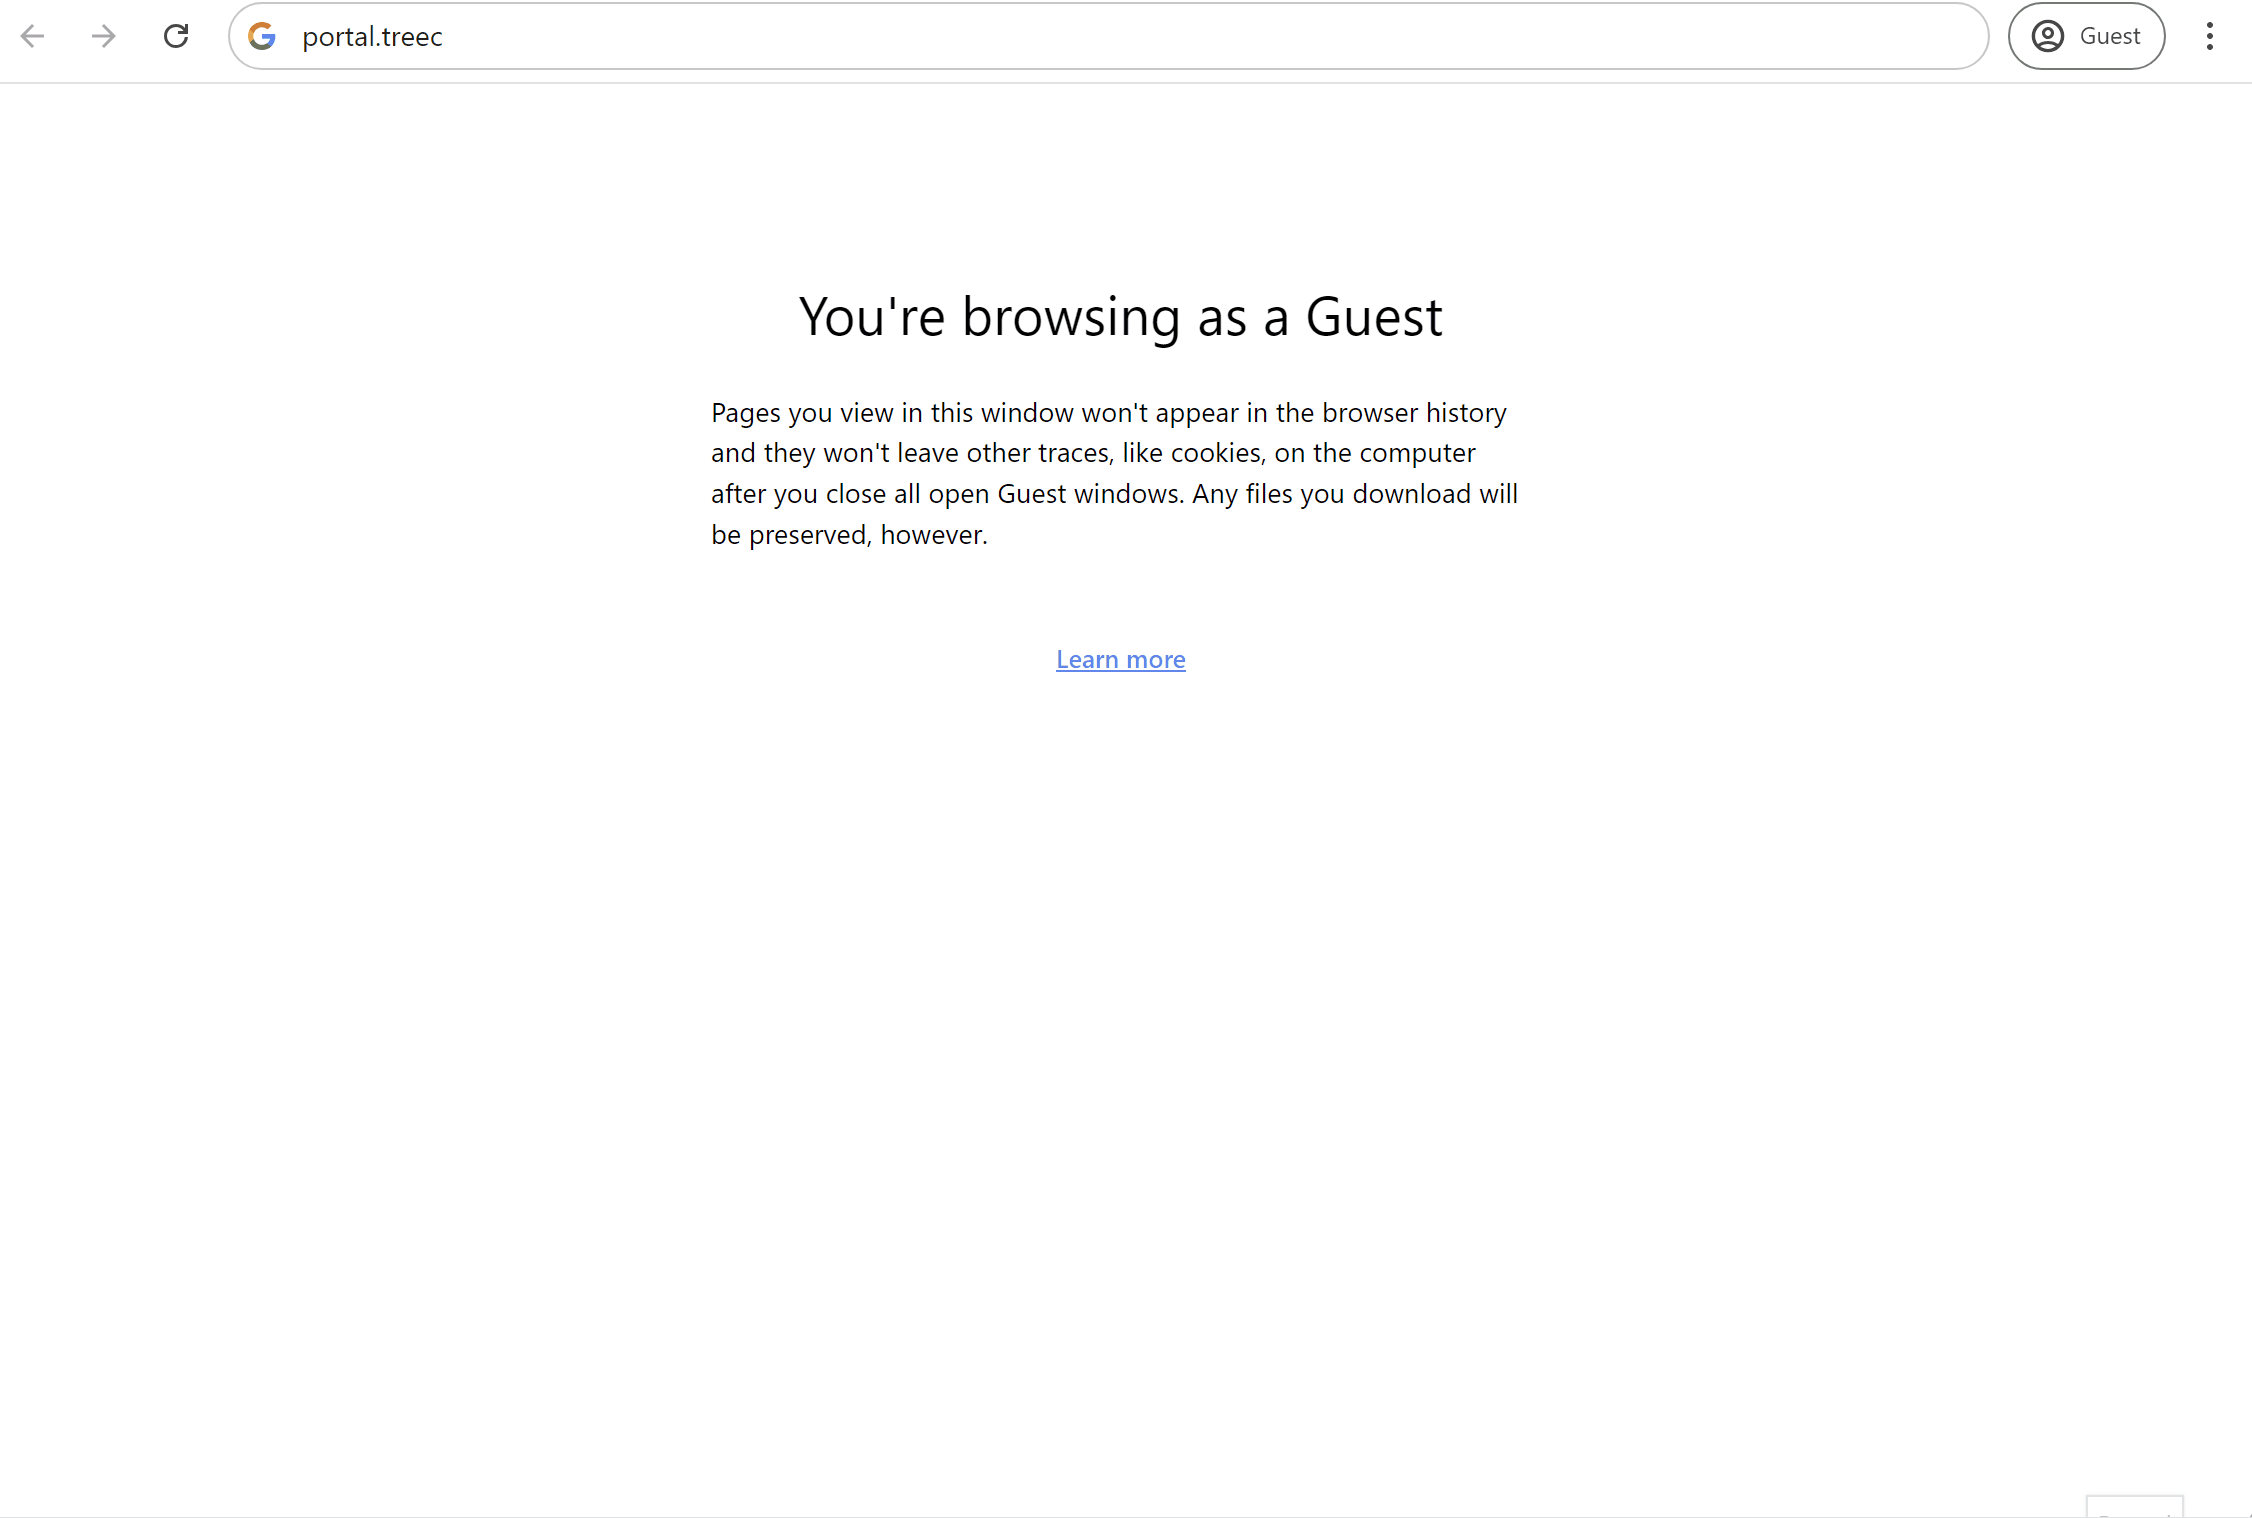 portal.treec
Guest
You're browsing as a Guest
Pages you view in this window won't appear in the browser history
and they won't leave other traces, like cookies, on the computer
after you close all open Guest windows. Any files you download will
be preserved, however.
Learn more